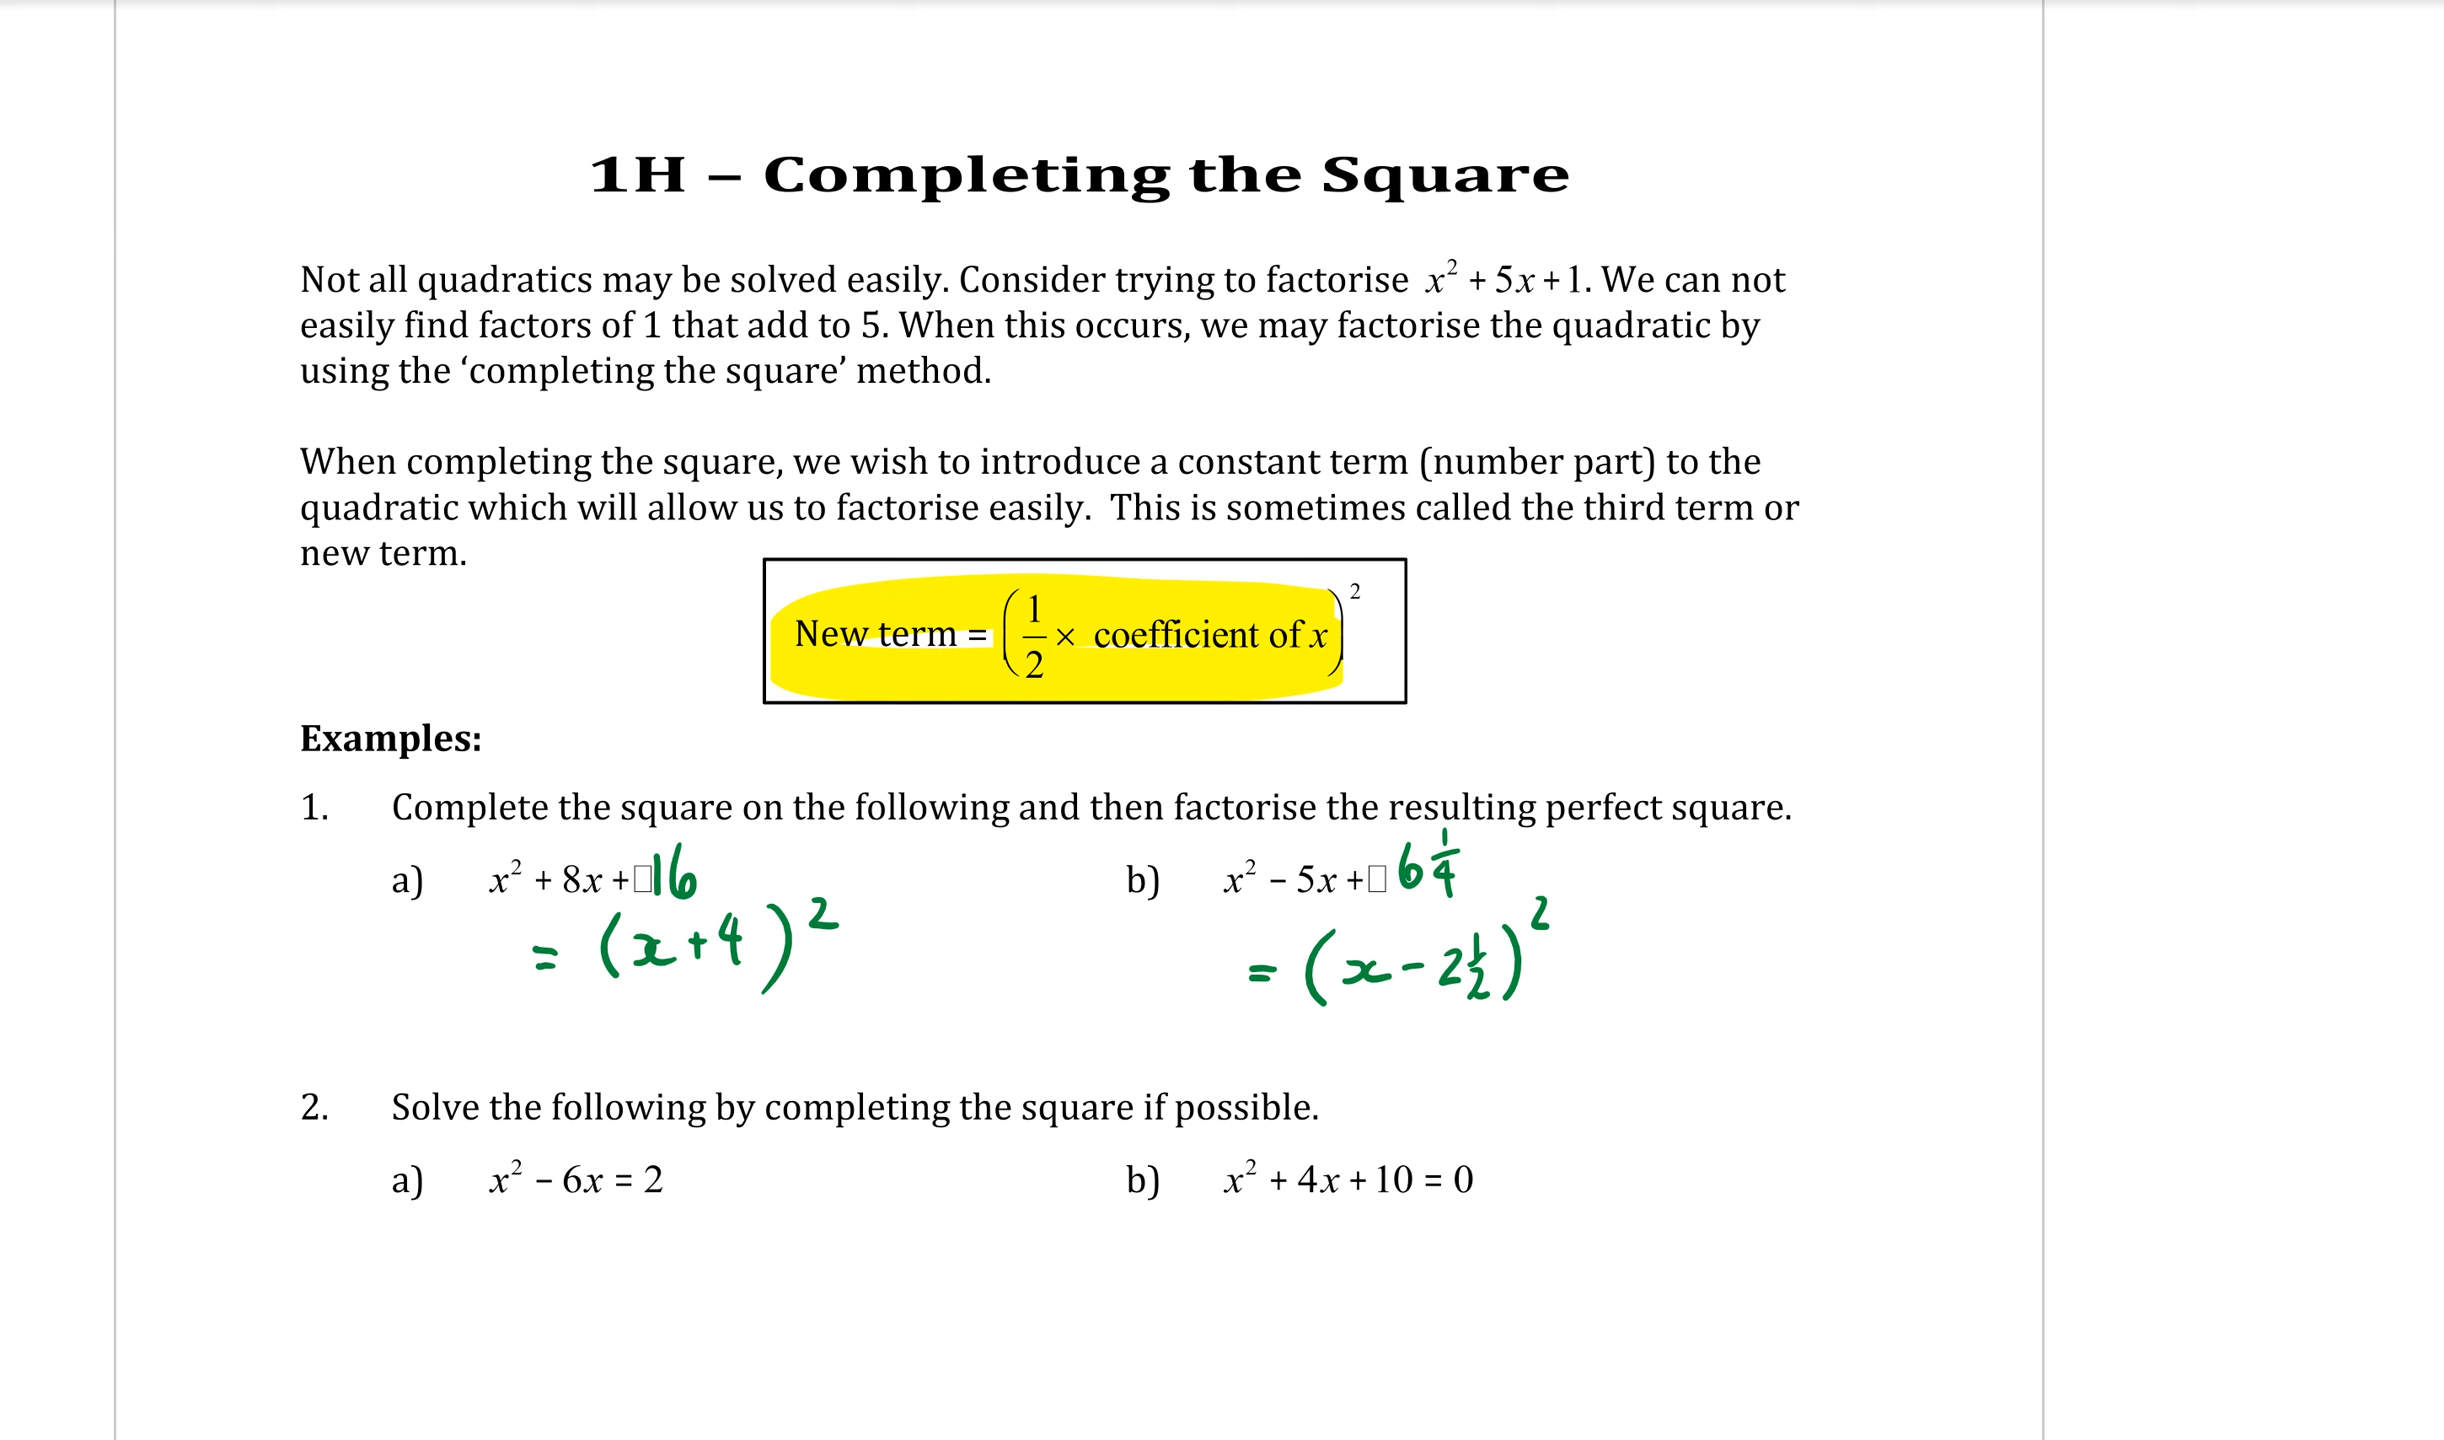 1H – Completing the Square
Not all quadratics may be solved easily. Consider trying to factorise x² + 5x + 1. We can not
easily find factors of 1 that add to 5. When this occurs, we may factorise the quadratic by
using the ‘completing the square’ method.
When completing the square, we wish to introduce a constant term (number part) to the
quadratic which will allow us to factorise easily.  This is sometimes called the third term or
new term.
New term = (1/2 × coefficient of x)²
Examples:
1. Complete the square on the following and then factorise the resulting perfect square.
a) x² + 8x + □ 16 b) x² − 5x + □ 6 1/4
= (x + 4)² = (x − 2 1/2)²
2. Solve the following by completing the square if possible.
a) x² − 6x = 2 b) x² + 4x + 10 = 0